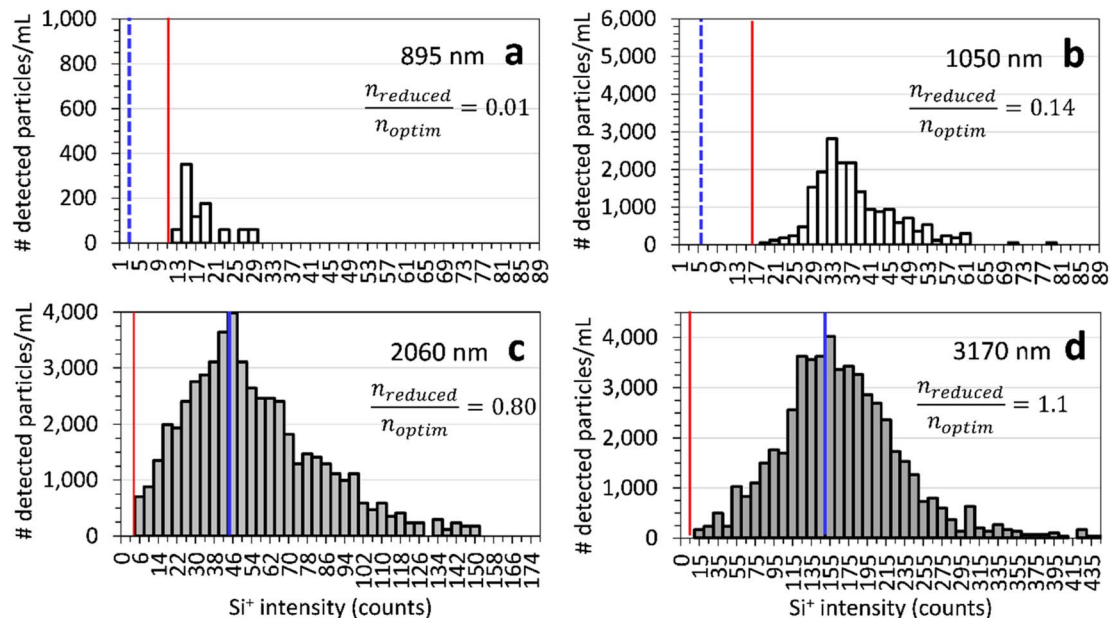 # detected particles/mL
1,000
800
600
400
200
0
895 nm a
n_reduced
n_optim
= 0.01
1 5 9 13 17 21 25 29 33 37 41 45 49 53 57 61 65 69 73 77 81 85 89
# detected particles/mL
6,000
5,000
4,000
3,000
2,000
1,000
0
1050 nm b
n_reduced
n_optim
= 0.14
1 5 9 13 17 21 25 29 33 37 41 45 49 53 57 61 65 69 73 77 81 85 89
# detected particles/mL
4,000
3,000
2,000
1,000
0
2060 nm c
n_reduced
n_optim
= 0.80
0 6 14 22 30 38 46 54 62 70 78 86 94 102 110 118 126 134 142 150 158 166 174
Si⁺ intensity (counts)
# detected particles/mL
4,000
3,000
2,000
1,000
0
3170 nm d
n_reduced
n_optim
= 1.1
0 15 35 55 75 95 115 135 155 175 195 215 235 255 275 295 315 335 355 375 395 415 435
Si⁺ intensity (counts)